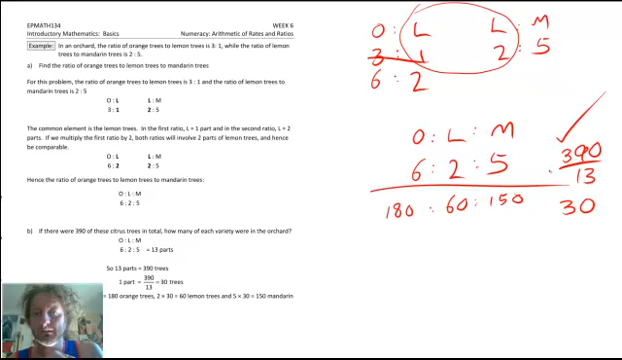 EPMATH134 WEEK 6
Introductory Mathematics: Basics Numeracy: Arithmetic of Rates and Ratios
Example: In an orchard, the ratio of orange trees to lemon trees is 3: 1, while the ratio of lemon
trees to mandarin trees is 2 : 5.
a) Find the ratio of orange trees to lemon trees to mandarin trees
For this problem, the ratio of orange trees to lemon trees is 3 : 1 and the ratio of lemon trees to
mandarin trees is 2 : 5
O : L L : M
3 : 1 2 : 5
The common element is the lemon trees. In the first ratio, L = 1 part and in the second ratio, L = 2
parts. If we multiply the first ratio by 2, both ratios will involve 2 parts of lemon trees, and hence
be comparable.
O : L L : M
6 : 2 2 : 5
Hence the ratio of orange trees to lemon trees to mandarin trees:
O : L : M
6 : 2 : 5
b) If there were 390 of these citrus trees in total, how many of each variety were in the orchard?
O : L : M
6 : 2 : 5 = 13 parts
So 13 parts = 390 trees
1 part = 390/13 = 30 trees
= 180 orange trees, 2 × 30 = 60 lemon trees and 5 × 30 = 150 mandarin
O : L L : M
3 : 1 2 : 5
6 : 2
O : L : M
6 : 2 : 5 390/13
180 : 60 : 150 30